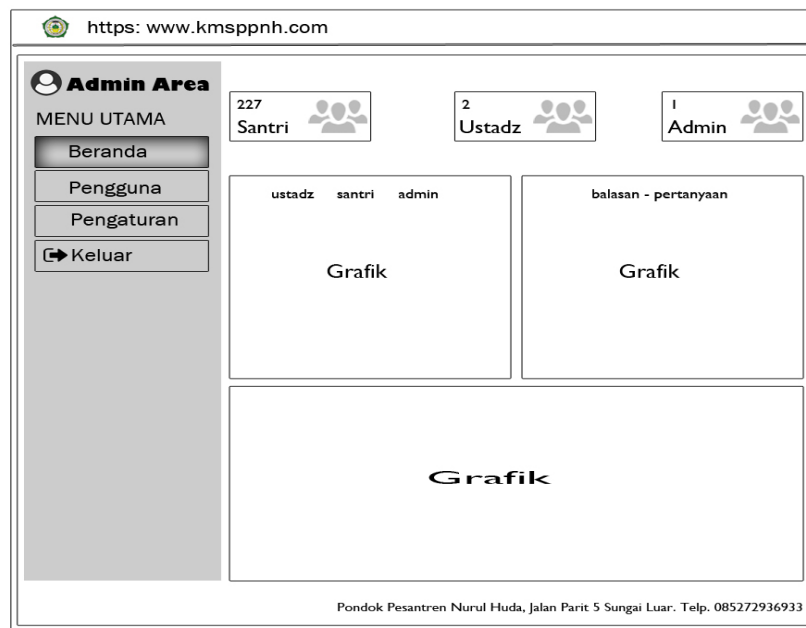 https: www.kmsppnh.com
Admin Area
MENU UTAMA
Beranda
Pengguna
Pengaturan
Keluar
227
Santri
2
Ustadz
1
Admin
ustadz santri admin
Grafik
balasan - pertanyaan
Grafik
Grafik
Pondok Pesantren Nurul Huda, Jalan Parit 5 Sungai Luar. Telp. 085272936933